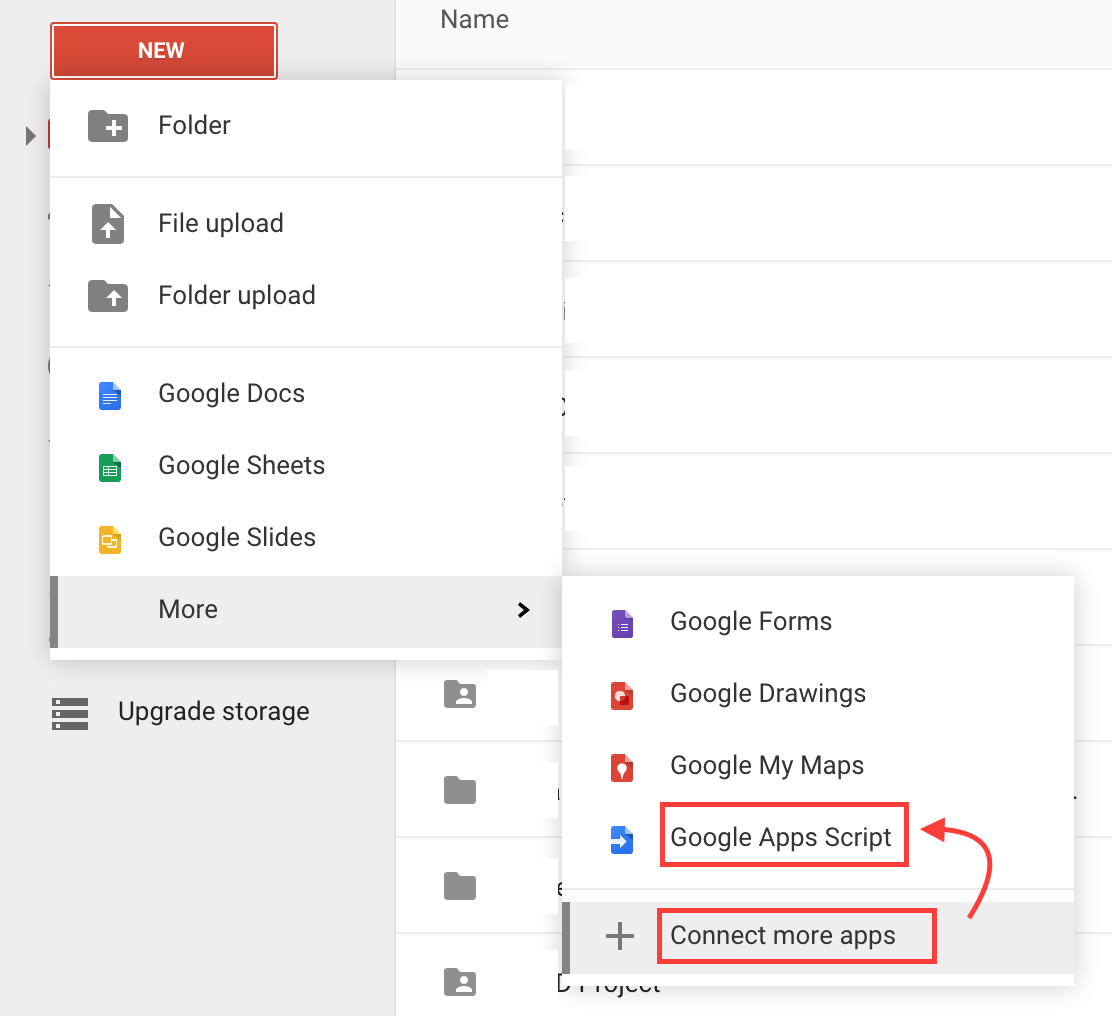 Name
NEW
Folder
File upload
Folder upload
Google Docs
Google Sheets
Google Slides
More
Upgrade storage
Google Forms
Google Drawings
Google My Maps
Google Apps Script
Connect more apps
Project